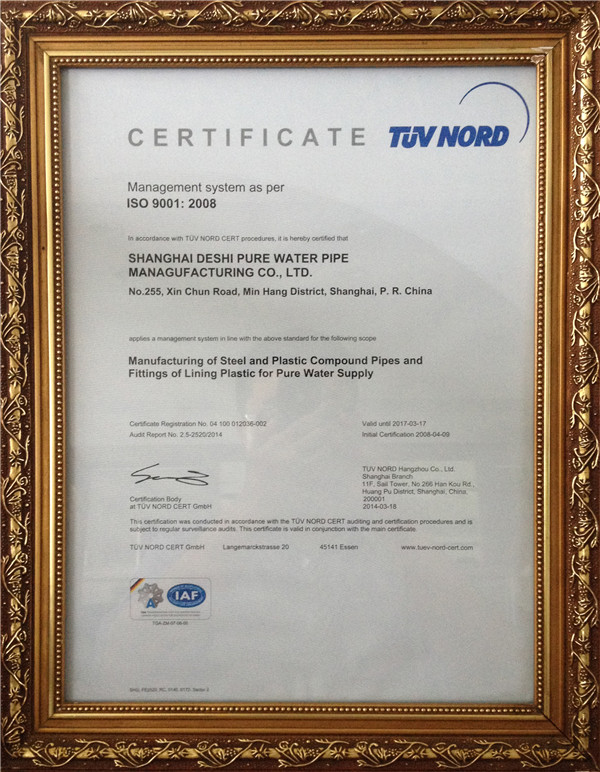 CERTIFICATE
TÜV NORD
Management system as per
ISO 9001: 2008
In accordance with TÜV NORD CERT procedures, it is hereby certified that
SHANGHAI DESHI PURE WATER PIPE
MANAGUFACTURING CO., LTD.
No.255, Xin Chun Road, Min Hang District, Shanghai, P. R. China
applies a management system in line with the above standard for the following scope
Manufacturing of Steel and Plastic Compound Pipes and
Fittings of Lining Plastic for Pure Water Supply
Certificate Registration No. 04 100 012036-002
Audit Report No. 2.5-2520/2014
Valid until 2017-03-17
Initial Certification 2008-04-09
Certification Body
at TÜV NORD CERT GmbH
TÜV NORD Hangzhou Co., Ltd.
Shanghai Branch
11F, Sail Tower, No.266 Han Kou Rd.,
Huang Pu District, Shanghai, China,
200001
2014-03-18
This certification was conducted in accordance with the TÜV NORD CERT auditing and certification procedures and is
subject to regular surveillance audits. This certificate is valid in conjunction with the main certificate.
TÜV NORD CERT GmbH Langemarckstrasse 20 45141 Essen www.tuev-nord-cert.com
IAF
TGA-ZM-07-06-00